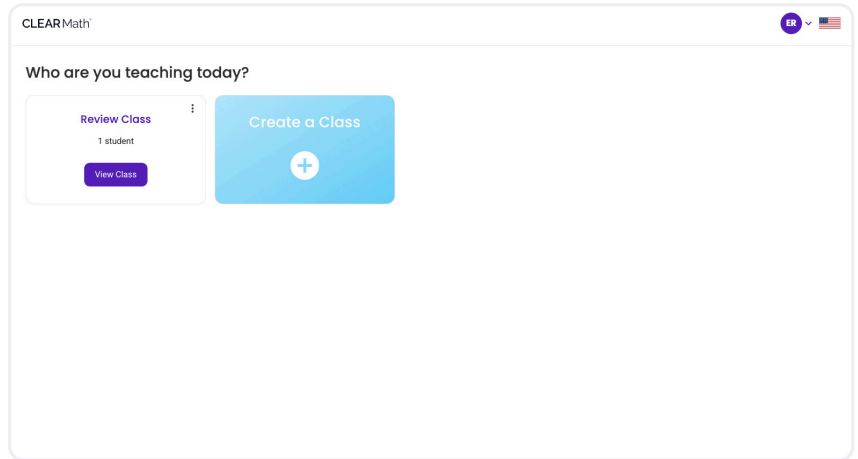 CLEARMath
ER
Who are you teaching today?
Review Class
1 student
View Class
Create a Class